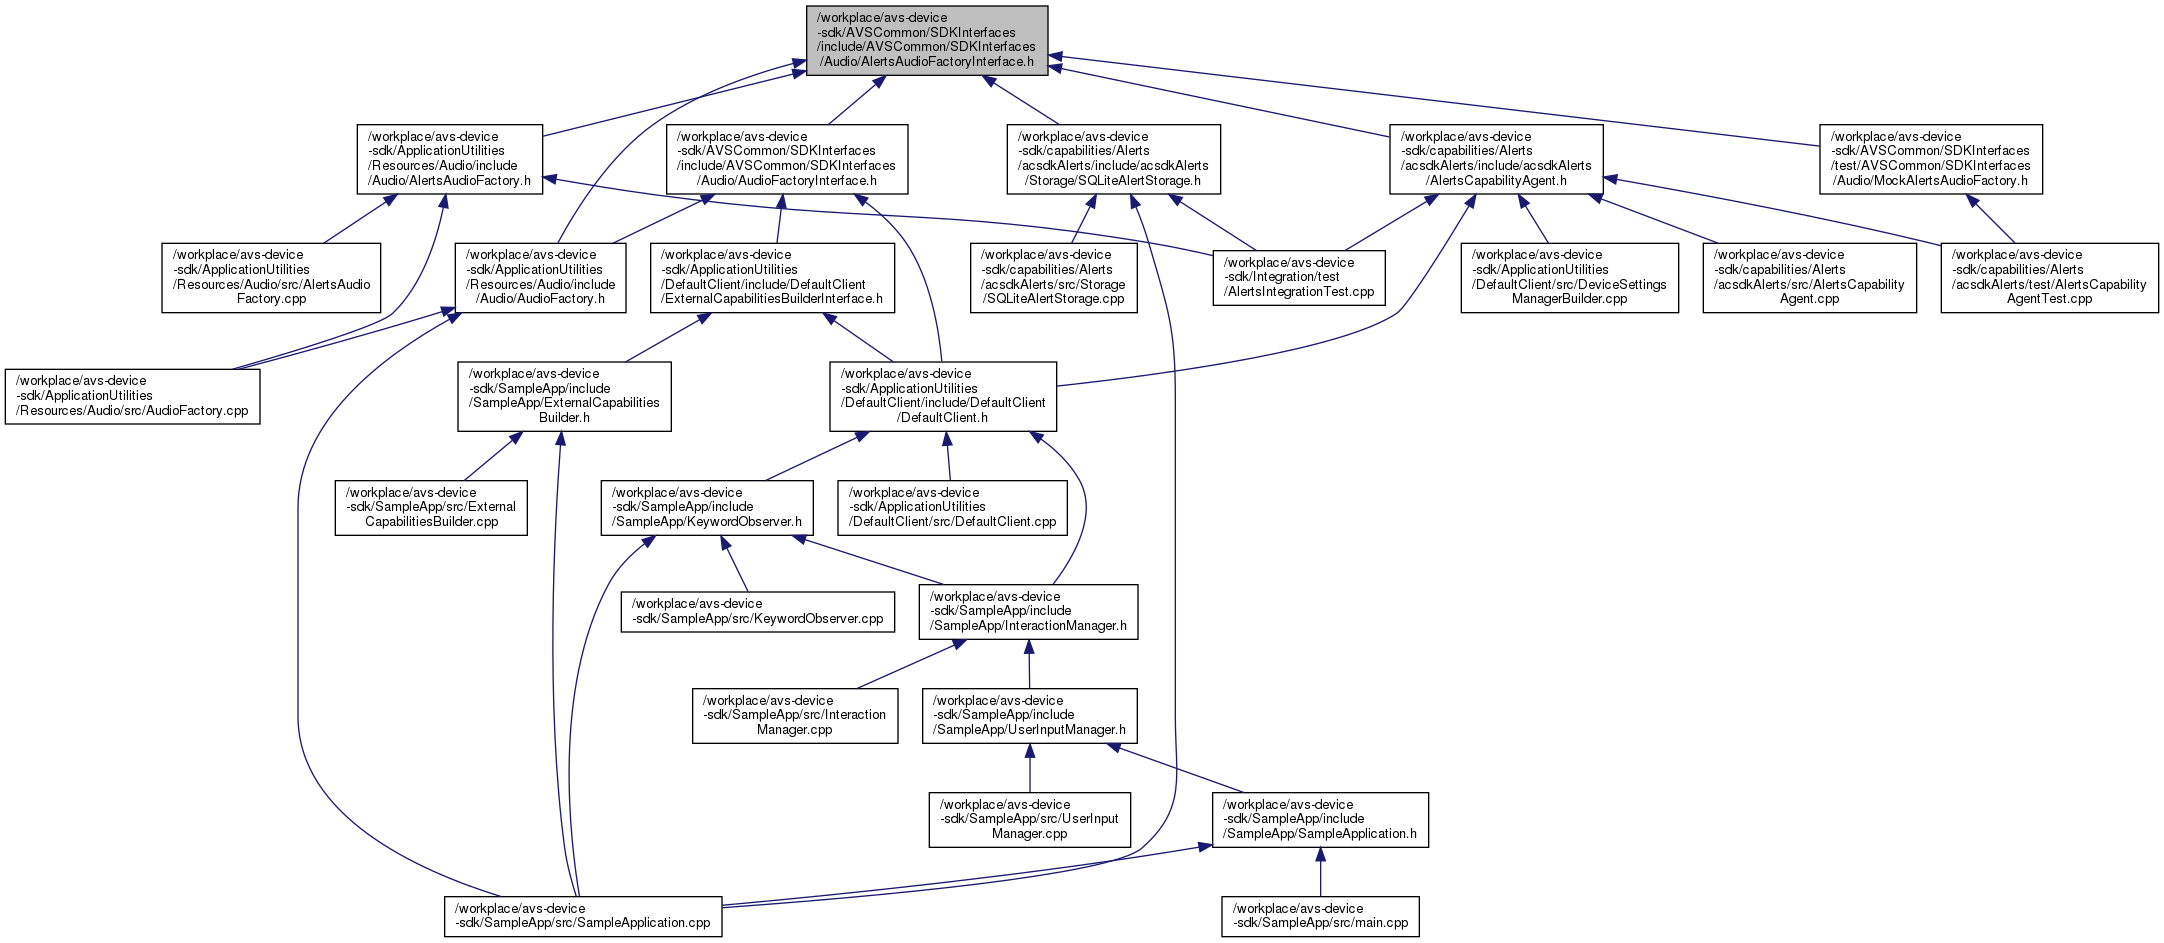 /workplace/avs-device
-sdk/AVSCommon/SDKInterfaces
/include/AVSCommon/SDKInterfaces
/Audio/AlertsAudioFactoryInterface.h
/workplace/avs-device
-sdk/ApplicationUtilities
/Resources/Audio/include
/Audio/AlertsAudioFactory.h
/workplace/avs-device
-sdk/AVSCommon/SDKInterfaces
/include/AVSCommon/SDKInterfaces
/Audio/AudioFactoryInterface.h
/workplace/avs-device
-sdk/capabilities/Alerts
/acsdkAlerts/include/acsdkAlerts
/Storage/SQLiteAlertStorage.h
/workplace/avs-device
-sdk/capabilities/Alerts
/acsdkAlerts/include/acsdkAlerts
/AlertsCapabilityAgent.h
/workplace/avs-device
-sdk/AVSCommon/SDKInterfaces
/test/AVSCommon/SDKInterfaces
/Audio/MockAlertsAudioFactory.h
/workplace/avs-device
-sdk/ApplicationUtilities
/Resources/Audio/src/AlertsAudio
Factory.cpp
/workplace/avs-device
-sdk/ApplicationUtilities
/Resources/Audio/include
/Audio/AudioFactory.h
/workplace/avs-device
-sdk/ApplicationUtilities
/DefaultClient/include/DefaultClient
/ExternalCapabilitiesBuilderInterface.h
/workplace/avs-device
-sdk/capabilities/Alerts
/acsdkAlerts/src/Storage
/SQLiteAlertStorage.cpp
/workplace/avs-device
-sdk/Integration/test
/AlertsIntegrationTest.cpp
/workplace/avs-device
-sdk/ApplicationUtilities
/DefaultClient/src/DeviceSettings
ManagerBuilder.cpp
/workplace/avs-device
-sdk/capabilities/Alerts
/acsdkAlerts/src/AlertsCapability
Agent.cpp
/workplace/avs-device
-sdk/capabilities/Alerts
/acsdkAlerts/test/AlertsCapability
AgentTest.cpp
/workplace/avs-device
-sdk/ApplicationUtilities
/Resources/Audio/src/AudioFactory.cpp
/workplace/avs-device
-sdk/SampleApp/include
/SampleApp/ExternalCapabilities
Builder.h
/workplace/avs-device
-sdk/ApplicationUtilities
/DefaultClient/include/DefaultClient
/DefaultClient.h
/workplace/avs-device
-sdk/SampleApp/src/External
CapabilitiesBuilder.cpp
/workplace/avs-device
-sdk/SampleApp/include
/SampleApp/KeywordObserver.h
/workplace/avs-device
-sdk/ApplicationUtilities
/DefaultClient/src/DefaultClient.cpp
/workplace/avs-device
-sdk/SampleApp/src/KeywordObserver.cpp
/workplace/avs-device
-sdk/SampleApp/include
/SampleApp/InteractionManager.h
/workplace/avs-device
-sdk/SampleApp/src/Interaction
Manager.cpp
/workplace/avs-device
-sdk/SampleApp/include
/SampleApp/UserInputManager.h
/workplace/avs-device
-sdk/SampleApp/src/UserInput
Manager.cpp
/workplace/avs-device
-sdk/SampleApp/include
/SampleApp/SampleApplication.h
/workplace/avs-device
-sdk/SampleApp/src/SampleApplication.cpp
/workplace/avs-device
-sdk/SampleApp/src/main.cpp